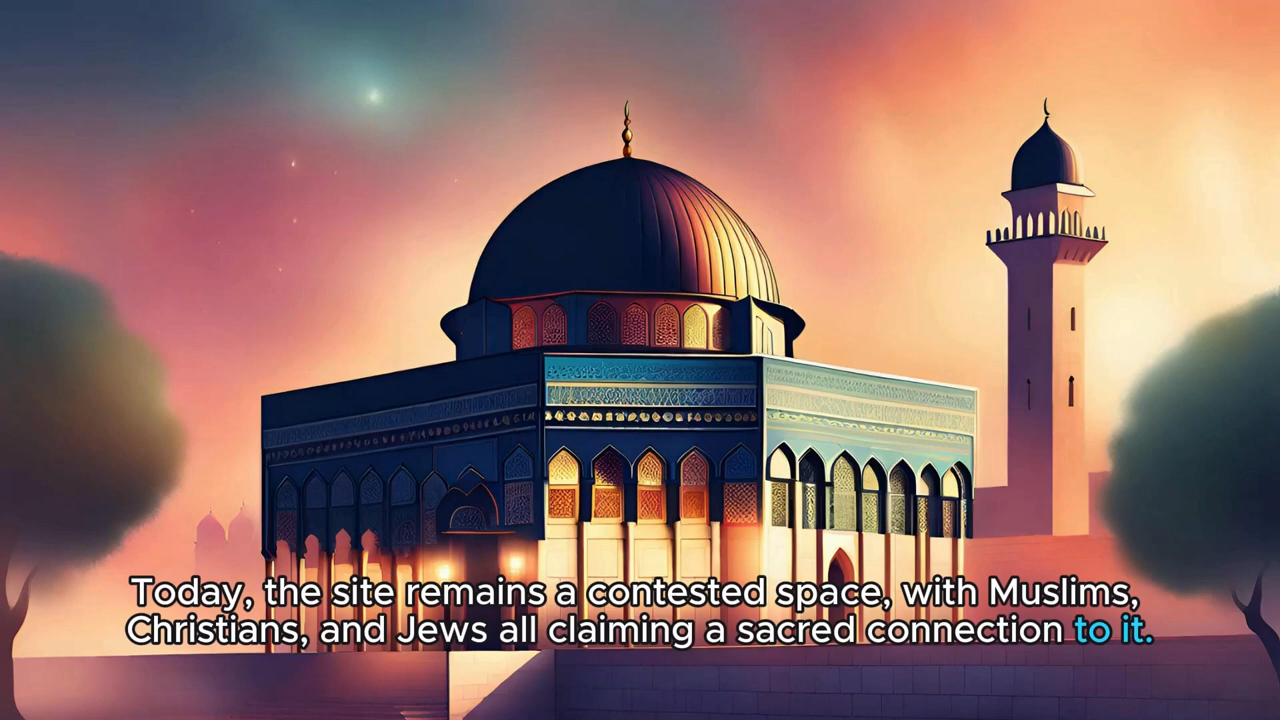 Today, the site remains a contested space, with Muslims,
Christians, and Jews all claiming a sacred connection to it.